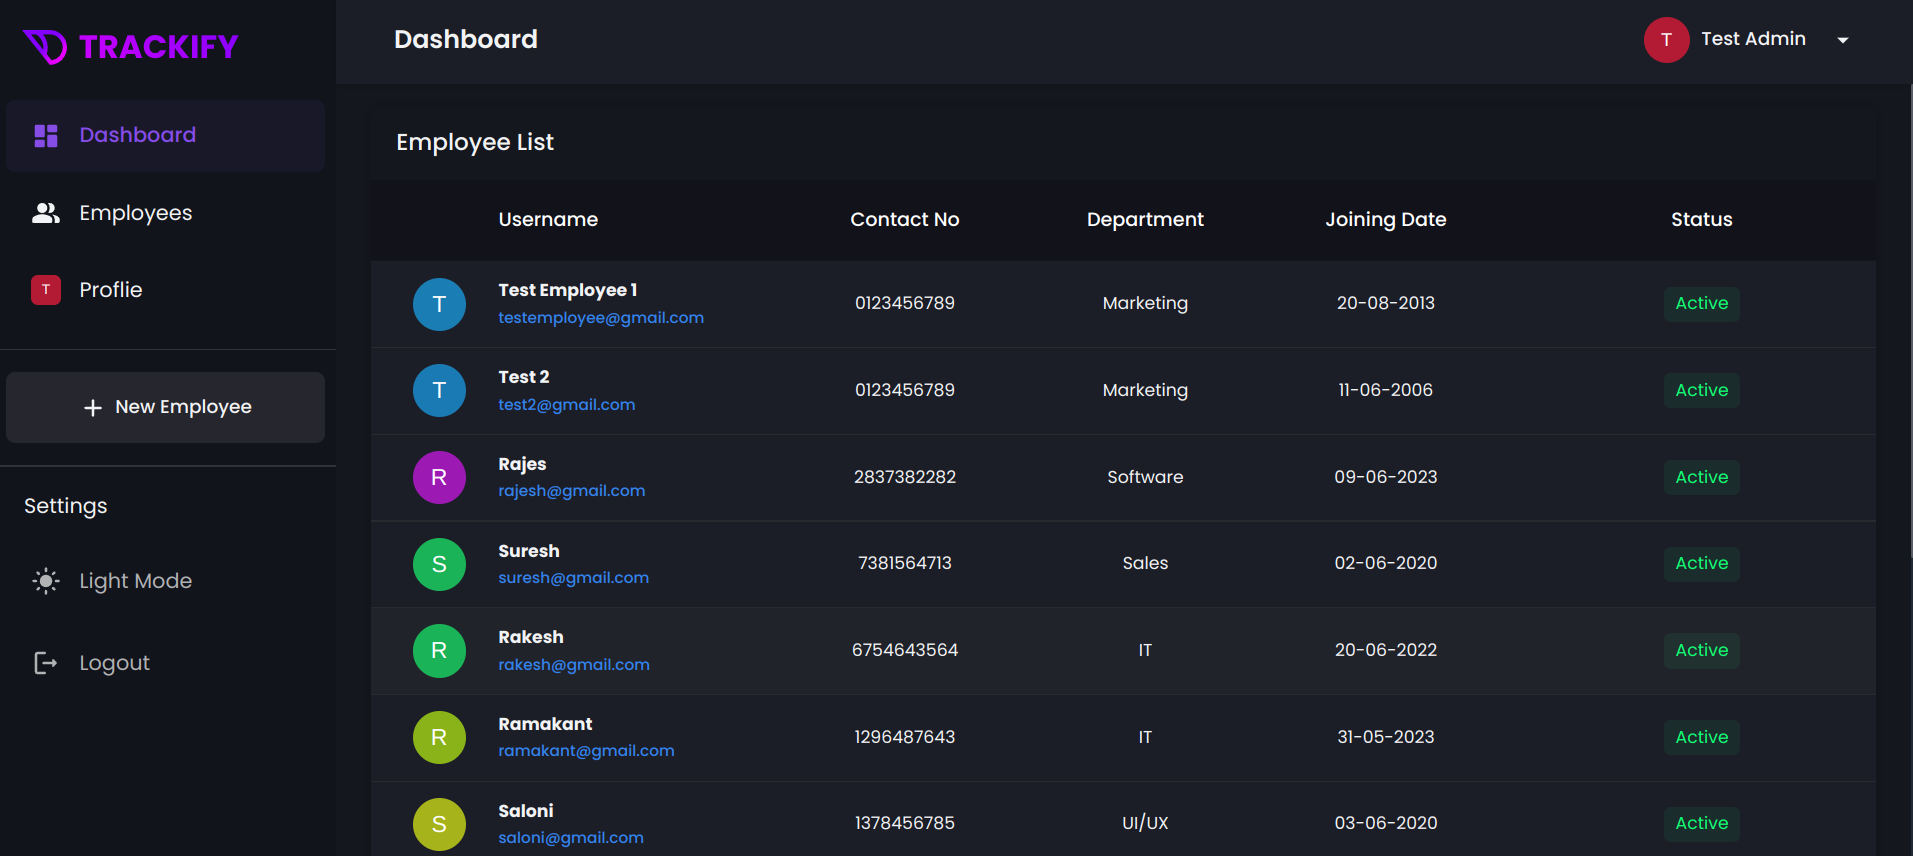 TRACKIFY
Dashboard
Employees
T Proflie
New Employee
Settings
Light Mode
Logout
Dashboard
T Test Admin
Employee List
Username Contact No Department Joining Date Status
T Test Employee 1 0123456789 Marketing 20-08-2013 Active
testemployee@gmail.com
T Test 2 0123456789 Marketing 11-06-2006 Active
test2@gmail.com
R Rajes 2837382282 Software 09-06-2023 Active
rajesh@gmail.com
S Suresh 7381564713 Sales 02-06-2020 Active
suresh@gmail.com
R Rakesh 6754643564 IT 20-06-2022 Active
rakesh@gmail.com
R Ramakant 1296487643 IT 31-05-2023 Active
ramakant@gmail.com
S Saloni 1378456785 UI/UX 03-06-2020 Active
saloni@gmail.com